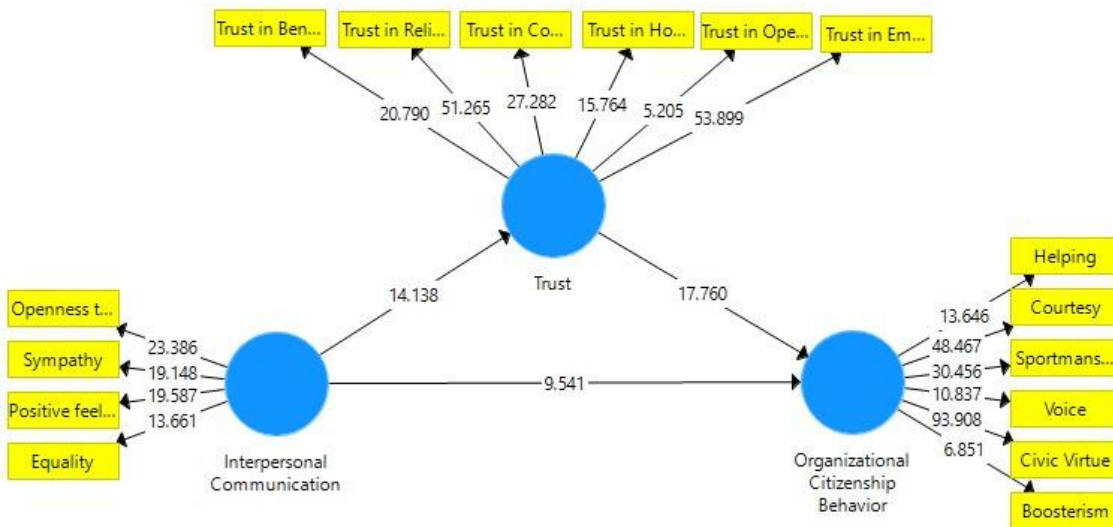 Trust in Ben...
Trust in Reli...
Trust in Co...
Trust in Ho...
Trust in Ope...
Trust in Em...
20.790
51.265
27.282
15.764
5.205
53.899
Trust
14.138
17.760
9.541
Openness t...
Sympathy
Positive feel...
Equality
23.386
19.148
19.587
13.661
Interpersonal
Communication
Organizational
Citizenship
Behavior
13.646
48.467
30.456
10.837
93.908
6.851
Helping
Courtesy
Sportmans...
Voice
Civic Virtue
Boosterism